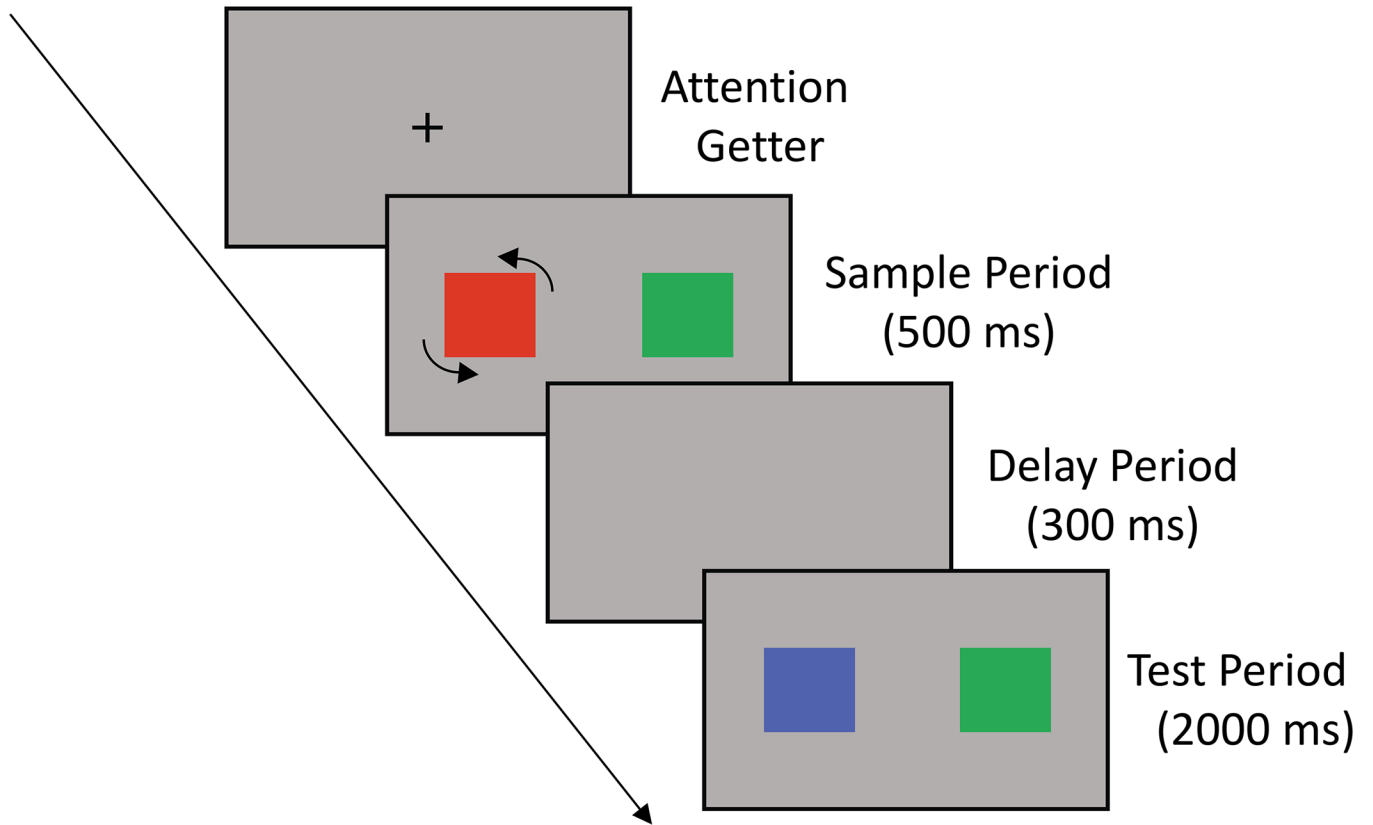 Attention
Getter
Sample Period
(500 ms)
Delay Period
(300 ms)
Test Period
(2000 ms)